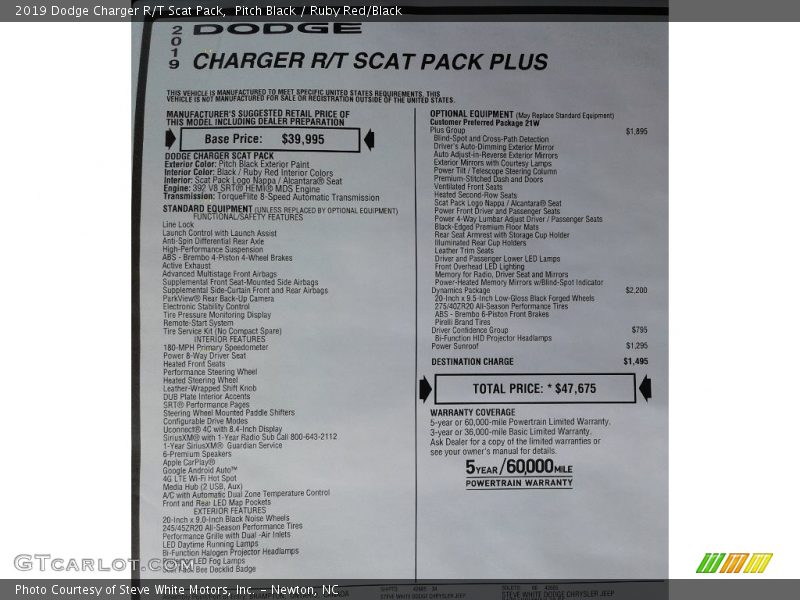 2019 Dodge Charger R/T Scat Pack, Pitch Black / Ruby Red/Black
2019
DODGE
CHARGER R/T SCAT PACK PLUS
THIS VEHICLE IS MANUFACTURED TO MEET SPECIFIC UNITED STATES REQUIREMENTS. THIS
VEHICLE IS NOT MANUFACTURED FOR SALE OR REGISTRATION OUTSIDE OF THE UNITED STATES.
MANUFACTURER'S SUGGESTED RETAIL PRICE OF
THIS MODEL INCLUDING DEALER PREPARATION
Base Price: $39,995
DODGE CHARGER SCAT PACK
Exterior Color: Pitch Black Exterior Paint
Interior Color: Black / Ruby Red Interior Colors
Interior: Scat Pack Logo Nappa / Alcantara® Seat
Engine: 392 V8 SRT® HEMI® MDS Engine
Transmission: TorqueFlite 8-Speed Automatic Transmission
STANDARD EQUIPMENT (UNLESS REPLACED BY OPTIONAL EQUIPMENT)
FUNCTIONAL/SAFETY FEATURES
Line Lock
Launch Control with Launch Assist
Anti-Spin Differential Rear Axle
High-Performance Suspension
ABS - Brembo 4-Piston 4-Wheel Brakes
Active Exhaust
Advanced Multistage Front Airbags
Supplemental Front Seat-Mounted Side Airbags
Supplemental Side-Curtain Front and Rear Airbags
ParkView® Rear Back-Up Camera
Electronic Stability Control
Tire Pressure Monitoring Display
Remote-Start System
Tire Service Kit (No Compact Spare)
INTERIOR FEATURES
180-MPH Primary Speedometer
Power 8-Way Driver Seat
Heated Front Seats
Performance Steering Wheel
Heated Steering Wheel
Leather-Wrapped Shift Knob
DUB Plate Interior Accents
SRT® Performance Pages
Steering Wheel Mounted Paddle Shifters
Configurable Drive Modes
Uconnect® 4C with 8.4-Inch Display
SiriusXM® with 1-Year Radio Sub Call 800-643-2112
1-Year SiriusXM® Guardian Service
6-Premium Speakers
Apple CarPlay®
Google Android Auto™
4G LTE Wi-Fi Hot Spot
Media Hub (2 USB, Aux)
A/C with Automatic Dual Zone Temperature Control
Front and Rear LED Map Pockets
EXTERIOR FEATURES
20-Inch x 9.0-Inch Black Noise Wheels
245/45ZR20 All-Season Performance Tires
Performance Grille with Dual -Air Inlets
LED Daytime Running Lamps
Bi-Function Halogen Projector Headlamps
LED Fog Lamps
Bee Decklid Badge
OPTIONAL EQUIPMENT (May Replace Standard Equipment)
Customer Preferred Package 21W
Plus Group $1,895
Blind-Spot and Cross-Path Detection
Driver's Auto-Dimming Exterior Mirror
Auto Adjust-in-Reverse Exterior Mirrors
Exterior Mirrors with Courtesy Lamps
Power Tilt / Telescope Steering Column
Premium-Stitched Dash and Doors
Ventilated Front Seats
Heated Second-Row Seats
Scat Pack Logo Nappa / Alcantara® Seat
Power Front Driver and Passenger Seats
Power 4-Way Lumbar Adjust Driver / Passenger Seats
Black-Edged Premium Floor Mats
Rear Seat Armrest with Storage Cup Holder
Illuminated Rear Cup Holders
Leather Trim Seats
Driver and Passenger Lower LED Lamps
Front Overhead LED Lighting
Memory for Radio, Driver Seat and Mirrors
Power-Heated Memory Mirrors w/Blind-Spot Indicator
Dynamics Package $2,200
20-Inch x 9.5-Inch Low-Gloss Black Forged Wheels
275/40ZR20 All-Season Performance Tires
ABS - Brembo 6-Piston Front Brakes
Pirelli Brand Tires
Driver Confidence Group $795
Bi-Function HID Projector Headlamps
Power Sunroof $1,295
DESTINATION CHARGE $1,495
TOTAL PRICE: * $47,675
WARRANTY COVERAGE
5-year or 60,000-mile Powertrain Limited Warranty.
3-year or 36,000-mile Basic Limited Warranty.
Ask Dealer for a copy of the limited warranties or
see your owner's manual for details.
5 YEAR / 60,000 MILE
POWERTRAIN WARRANTY
GTCarLot.com
Photo Courtesy of Steve White Motors, Inc. – Newton, NC
STEVE WHITE DODGE CHRYSLER JEEP
STEVE WHITE DODGE CHRYSLER JEEP